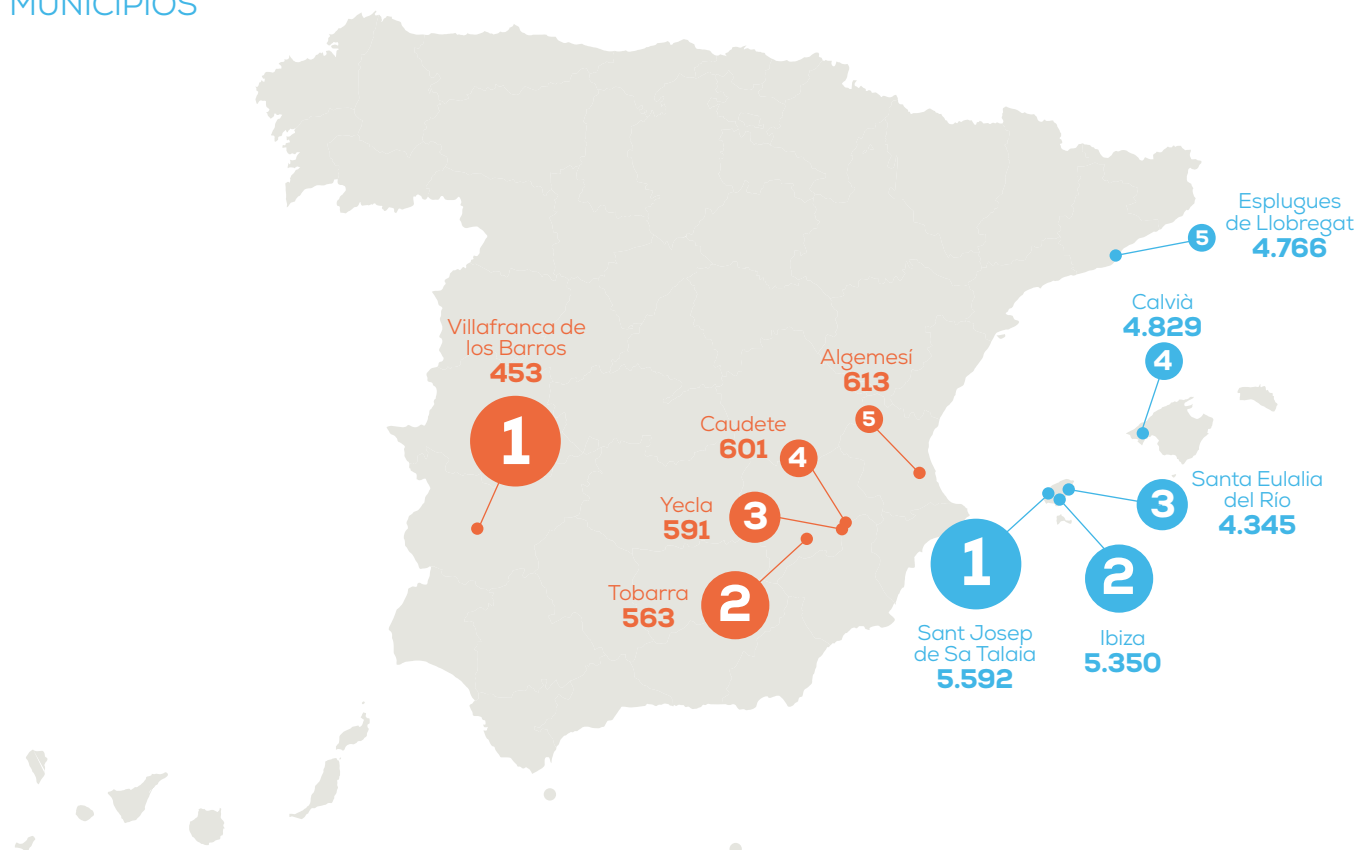 MUNICIPIOS
Esplugues
de Llobregat
4.766
5
Calvià
4.829
4
Villafranca de
los Barros
453
1
Algemesí
613
5
Caudete
601
4
Yecla
591
3
Tobarra
563
2
Santa Eulalia
del Río
4.345
3
1
Sant Josep
de Sa Talaia
5.592
2
Ibiza
5.350